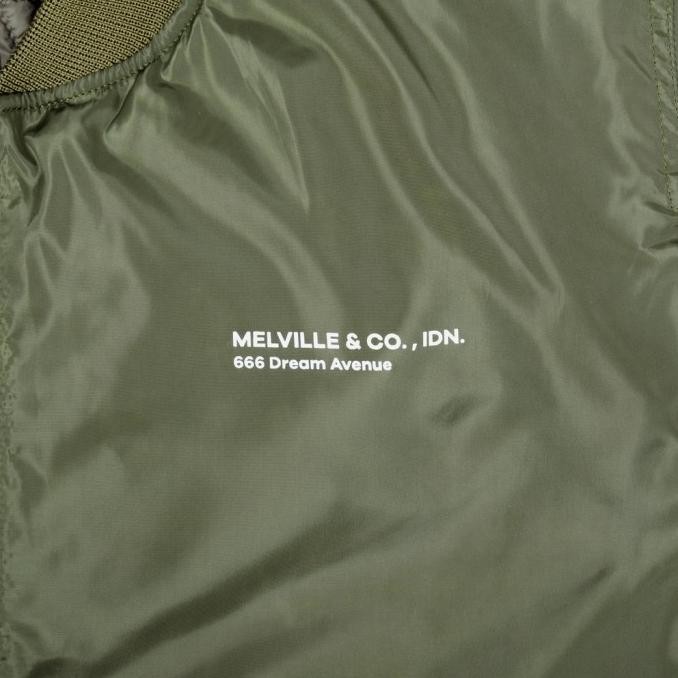 MELVILLE & CO. , IDN.
666 Dream Avenue